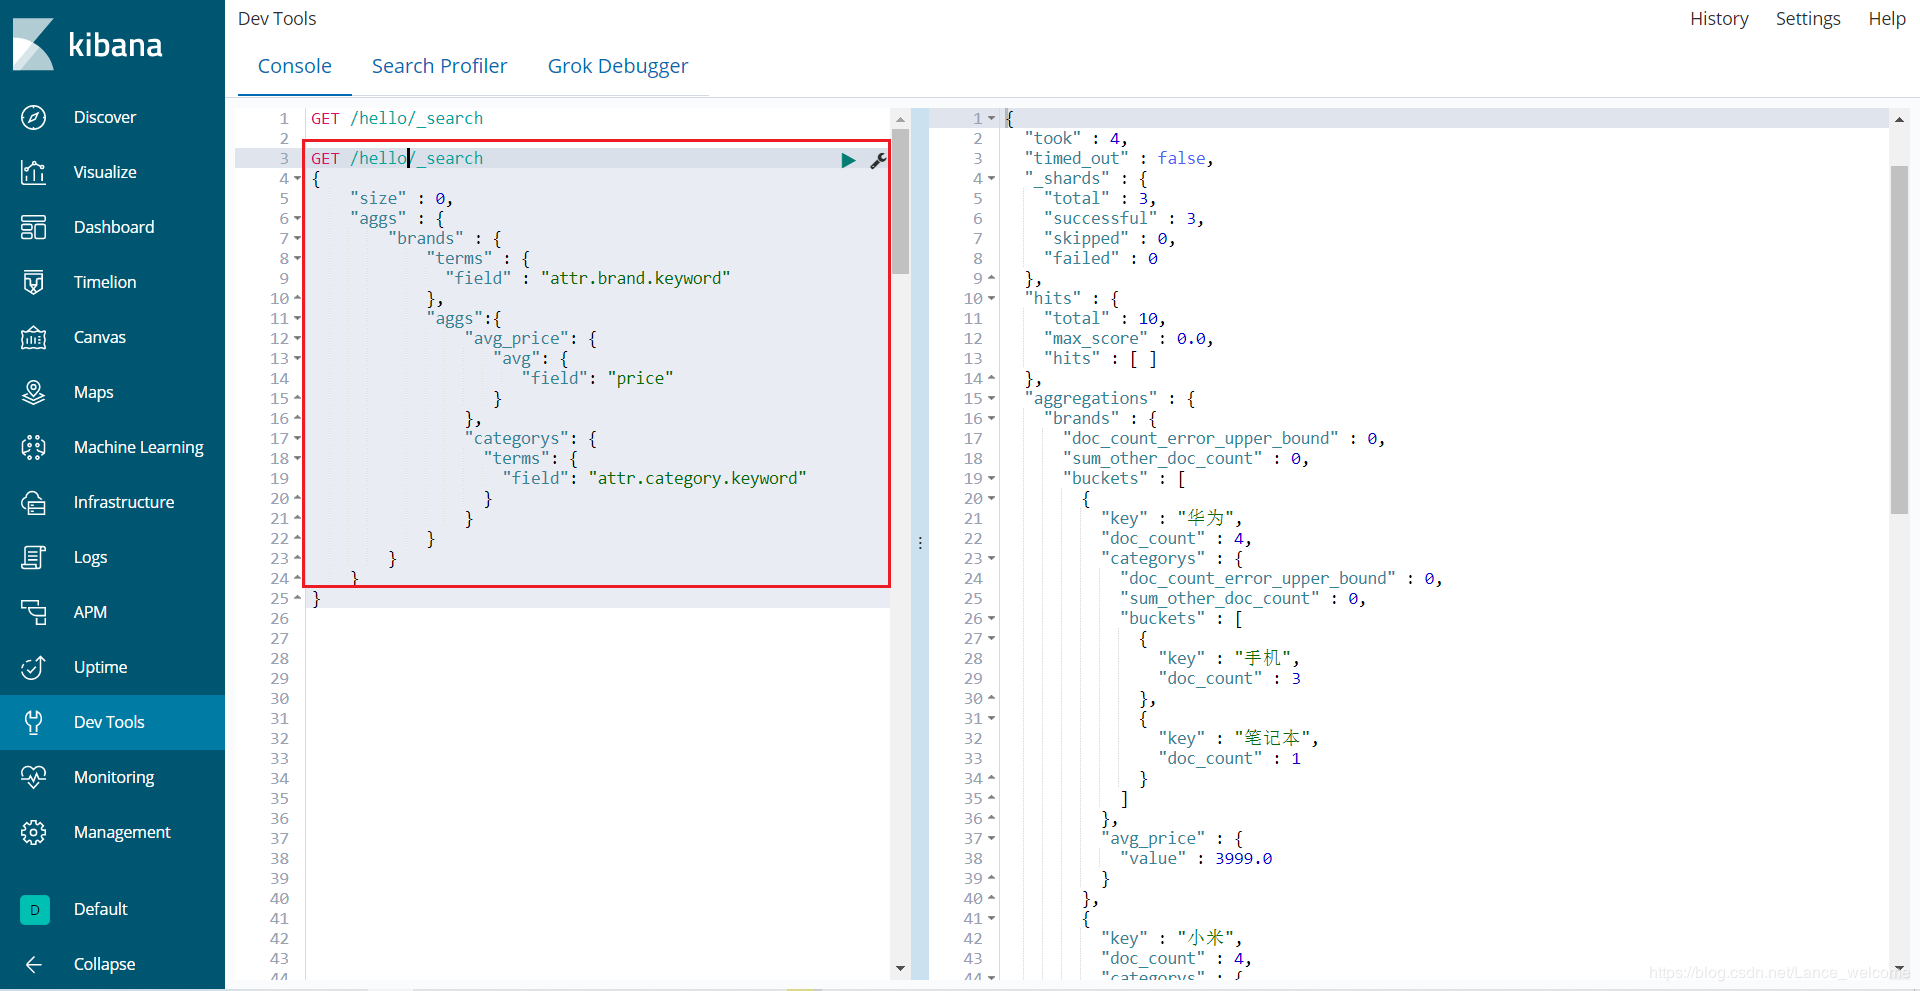 kibana
Discover
Visualize
Dashboard
Timelion
Canvas
Maps
Machine Learning
Infrastructure
Logs
APM
Uptime
Dev Tools
Monitoring
Management
D Default
Collapse
Dev Tools
History Settings Help
Console Search Profiler Grok Debugger
1 GET /hello/_search
2
3 GET /hello/_search
4 {
5 "size" : 0,
6 "aggs" : {
7 "brands" : {
8 "terms" : {
9 "field" : "attr.brand.keyword"
10 },
11 "aggs":{
12 "avg_price": {
13 "avg": {
14 "field": "price"
15 }
16 },
17 "categorys": {
18 "terms": {
19 "field": "attr.category.keyword"
20 }
21 }
22 }
23 }
24 }
25 }
26
27
28
29
30
31
32
33
34
35
36
37
38
39
40
41
42
43
44
1 {
2 "took" : 4,
3 "timed_out" : false,
4 "_shards" : {
5 "total" : 3,
6 "successful" : 3,
7 "skipped" : 0,
8 "failed" : 0
9 },
10 "hits" : {
11 "total" : 10,
12 "max_score" : 0.0,
13 "hits" : [ ]
14 },
15 "aggregations" : {
16 "brands" : {
17 "doc_count_error_upper_bound" : 0,
18 "sum_other_doc_count" : 0,
19 "buckets" : [
20 {
21 "key" : "华为",
22 "doc_count" : 4,
23 "categorys" : {
24 "doc_count_error_upper_bound" : 0,
25 "sum_other_doc_count" : 0,
26 "buckets" : [
27 {
28 "key" : "手机",
29 "doc_count" : 3
30 },
31 {
32 "key" : "笔记本",
33 "doc_count" : 1
34 }
35 ]
36 },
37 "avg_price" : {
38 "value" : 3999.0
39 }
40 },
41 {
42 "key" : "小米",
43 "doc_count" : 4,
44 "categorys" : {
https://blog.csdn.net/Lance_welcome